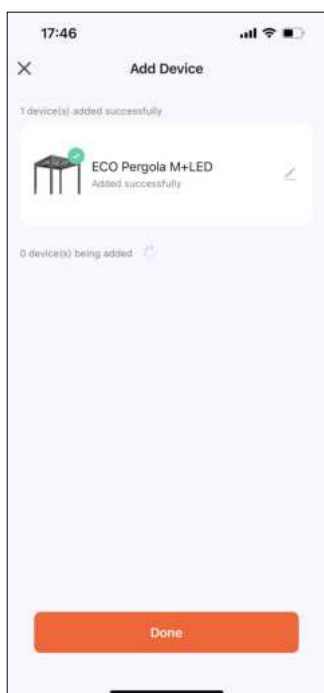 17:46
Add Device
1 device(s) added successfully
ECO Pergola M+LED
Added successfully
0 device(s) being added
Done